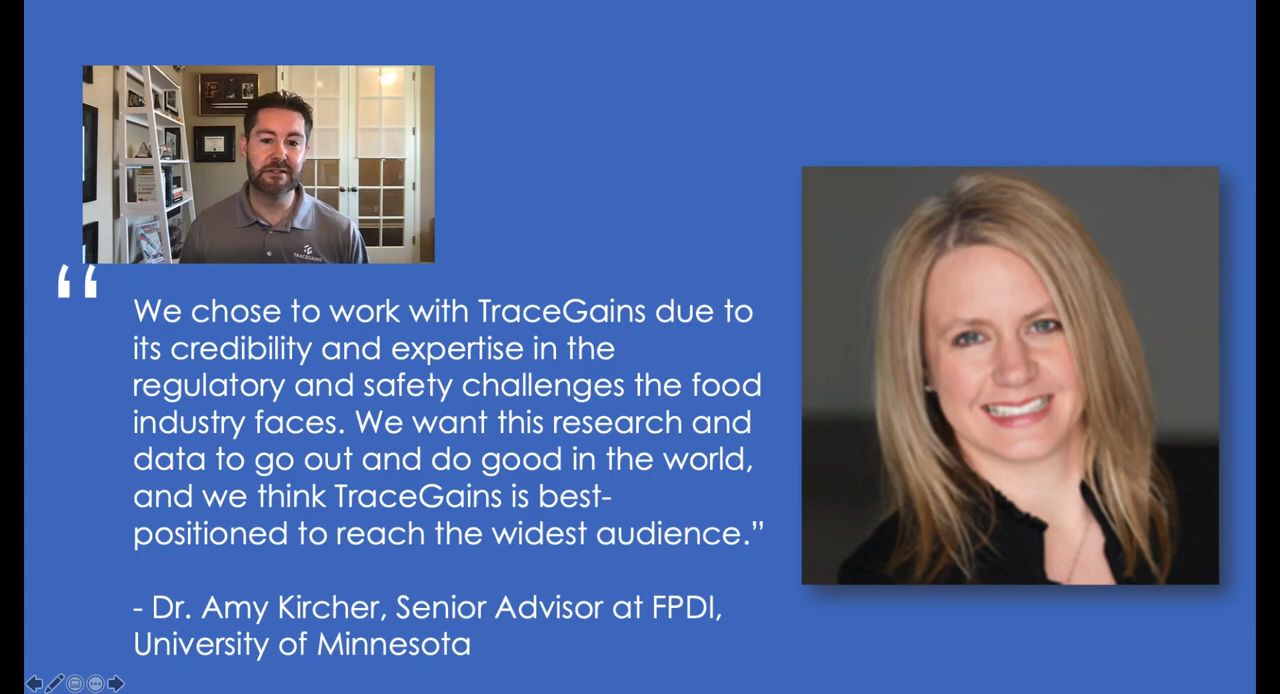 TRACEGAINS
“
We chose to work with TraceGains due to
its credibility and expertise in the
regulatory and safety challenges the food
industry faces. We want this research and
data to go out and do good in the world,
and we think TraceGains is best-
positioned to reach the widest audience.”
- Dr. Amy Kircher, Senior Advisor at FPDI,
University of Minnesota